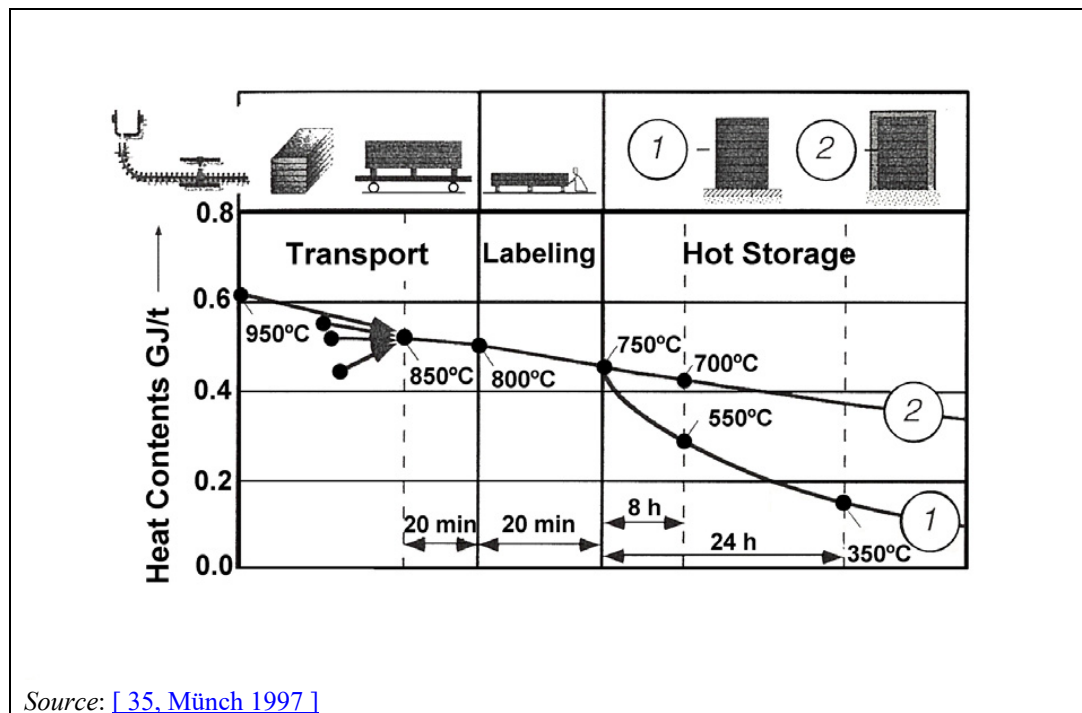 1
2
0.8
Transport
Labeling
Hot Storage
0.6
950ºC
850ºC
800ºC
750ºC
700ºC
0.4
2
550ºC
0.2
1
20 min
20 min
8 h
24 h
350ºC
0.0
Heat Contents GJ/t
Source: [ 35, Münch 1997 ]